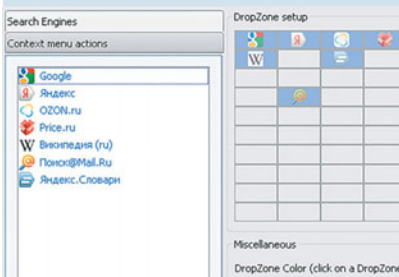 Search Engines
Context menu actions
Google
Яндекс
OZON.ru
Price.ru
Википедия (ru)
Поиск@Mail.Ru
Яндекс.Словари
DropZone setup
Я
W
Miscellaneous
DropZone Color (click on a DropZone